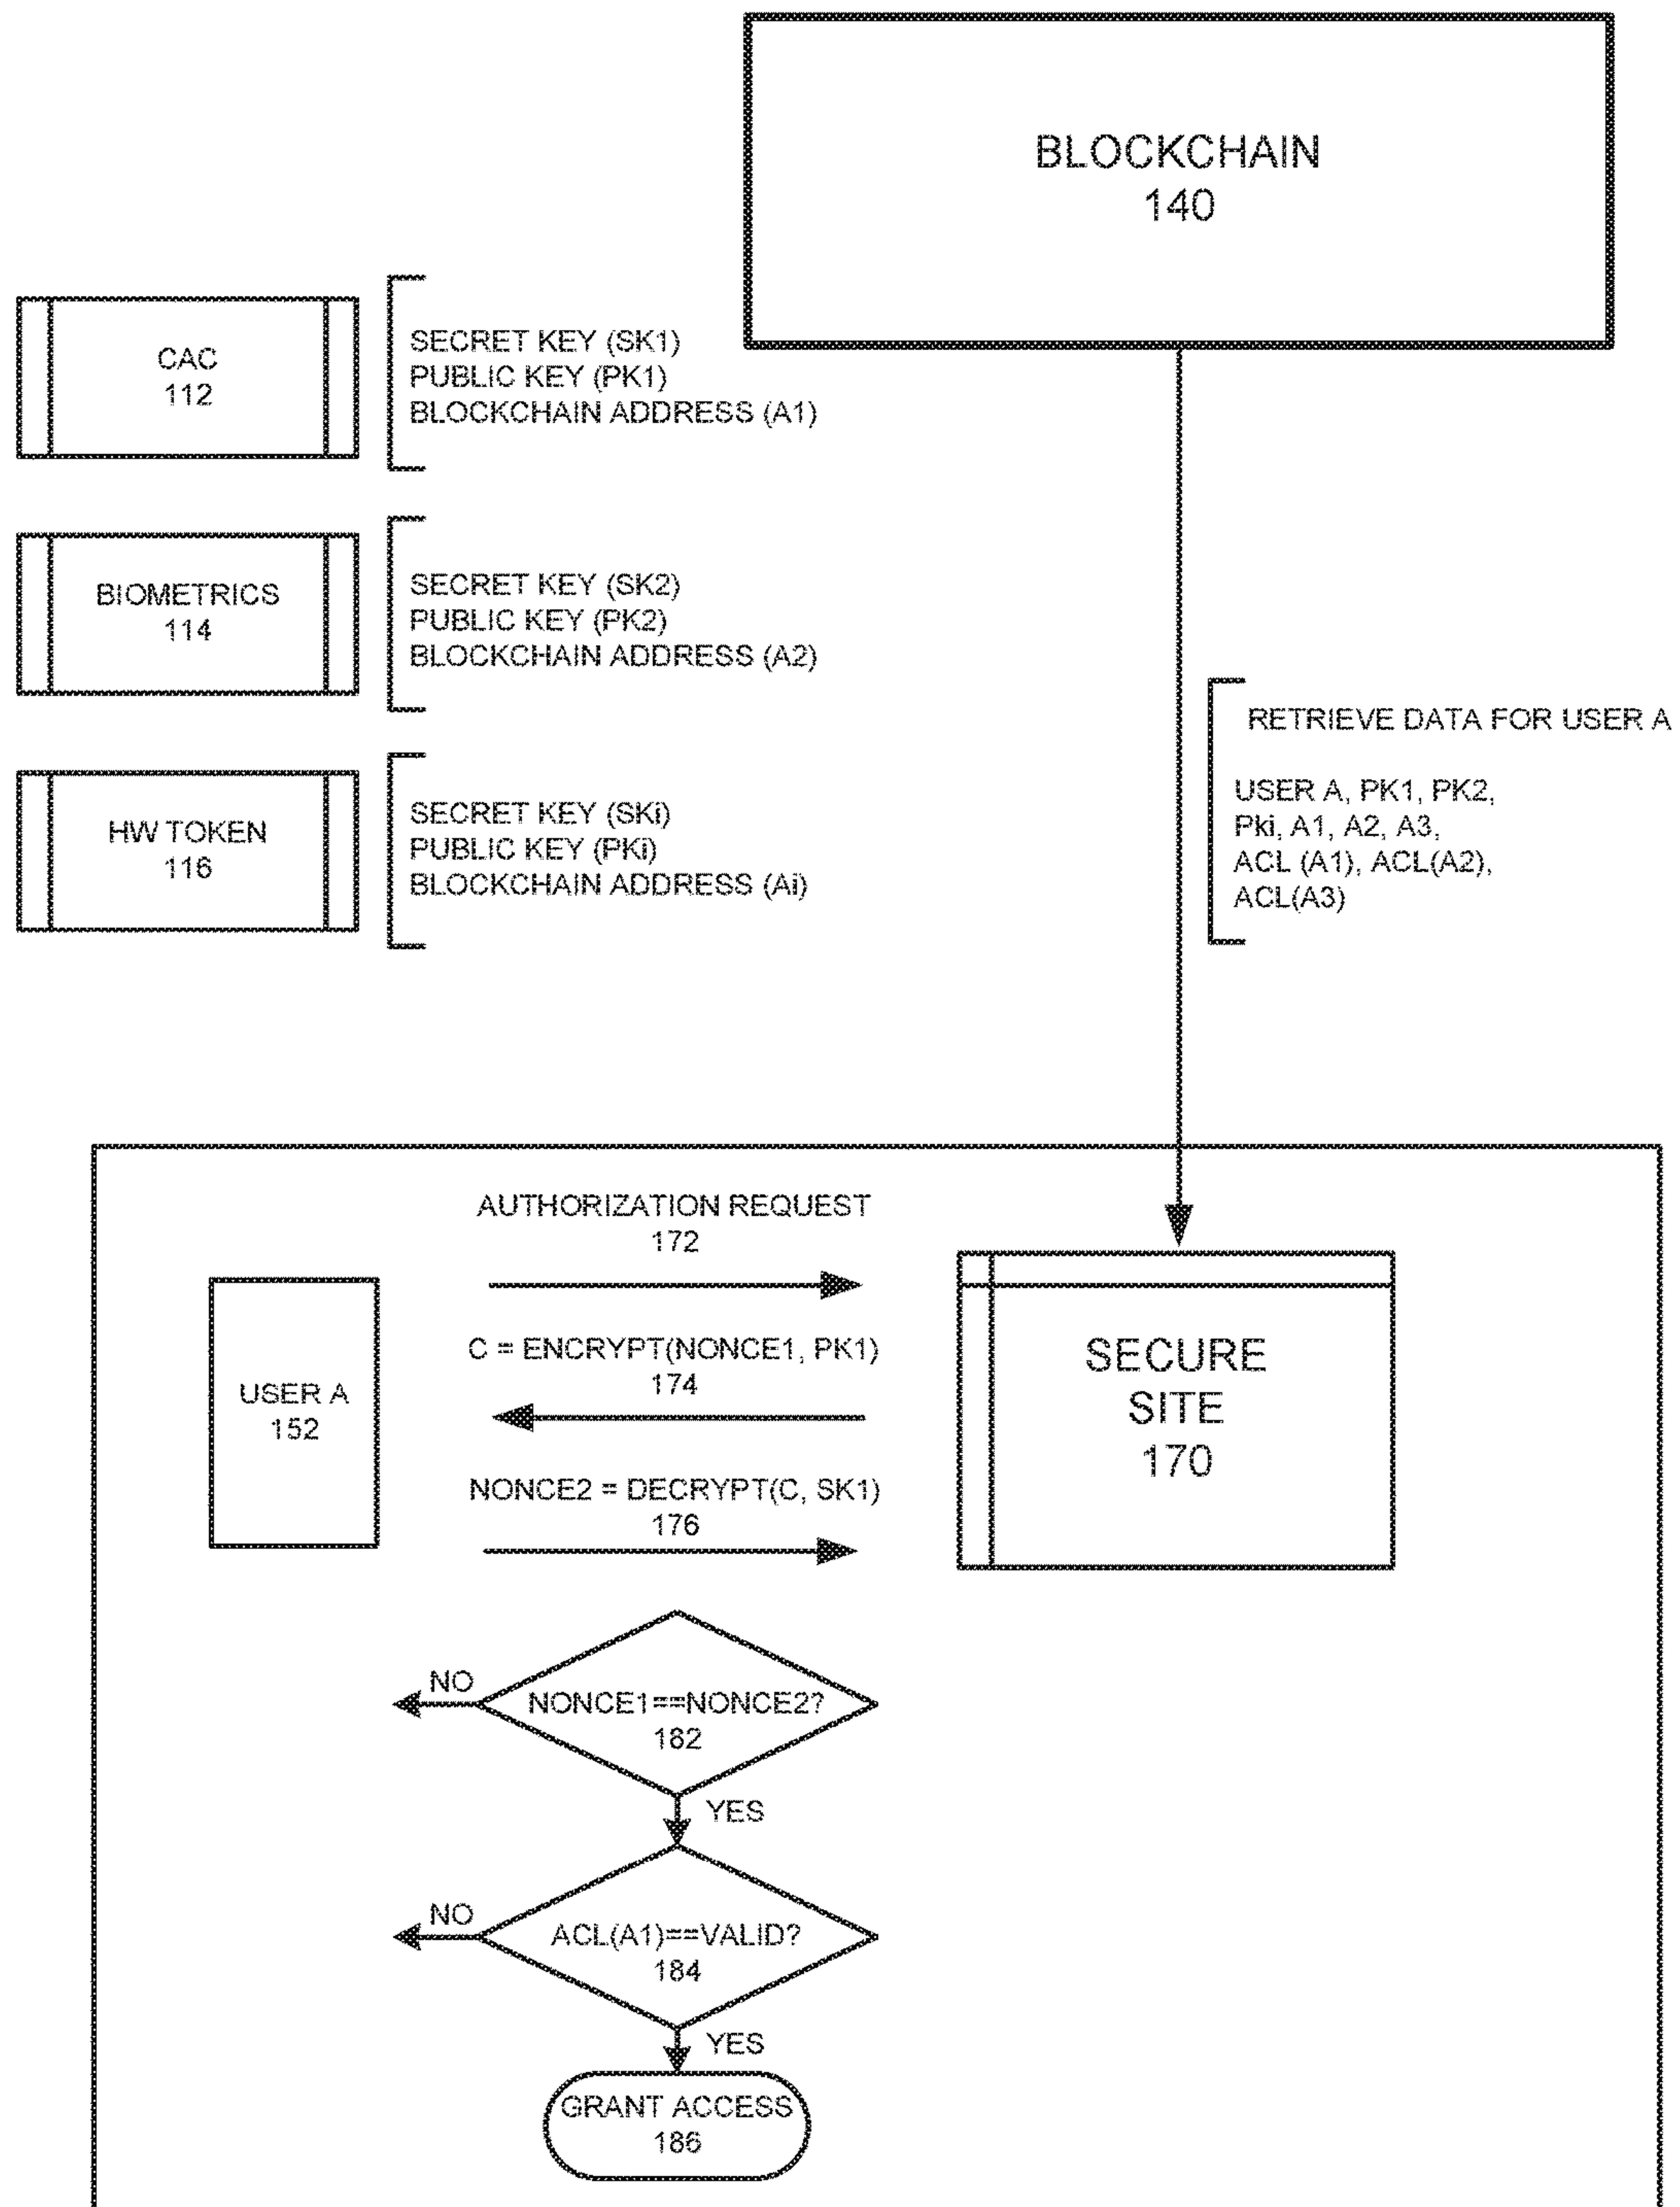 BLOCKCHAIN
140
CAC
112
SECRET KEY (SK1)
PUBLIC KEY (PK1)
BLOCKCHAIN ADDRESS (A1)
BIOMETRICS
114
SECRET KEY (SK2)
PUBLIC KEY (PK2)
BLOCKCHAIN ADDRESS (A2)
HW TOKEN
116
SECRET KEY (SKi)
PUBLIC KEY (PKi)
BLOCKCHAIN ADDRESS (Ai)
RETRIEVE DATA FOR USER A
USER A, PK1, PK2,
Pki, A1, A2, A3,
ACL (A1), ACL(A2),
ACL(A3)
AUTHORIZATION REQUEST
172
C = ENCRYPT(NONCE1, PK1)
174
NONCE2 = DECRYPT(C, SK1)
176
USER A
152
SECURE
SITE
170
NO
NONCE1==NONCE2?
182
YES
NO
ACL(A1)==VALID?
184
YES
GRANT ACCESS
186